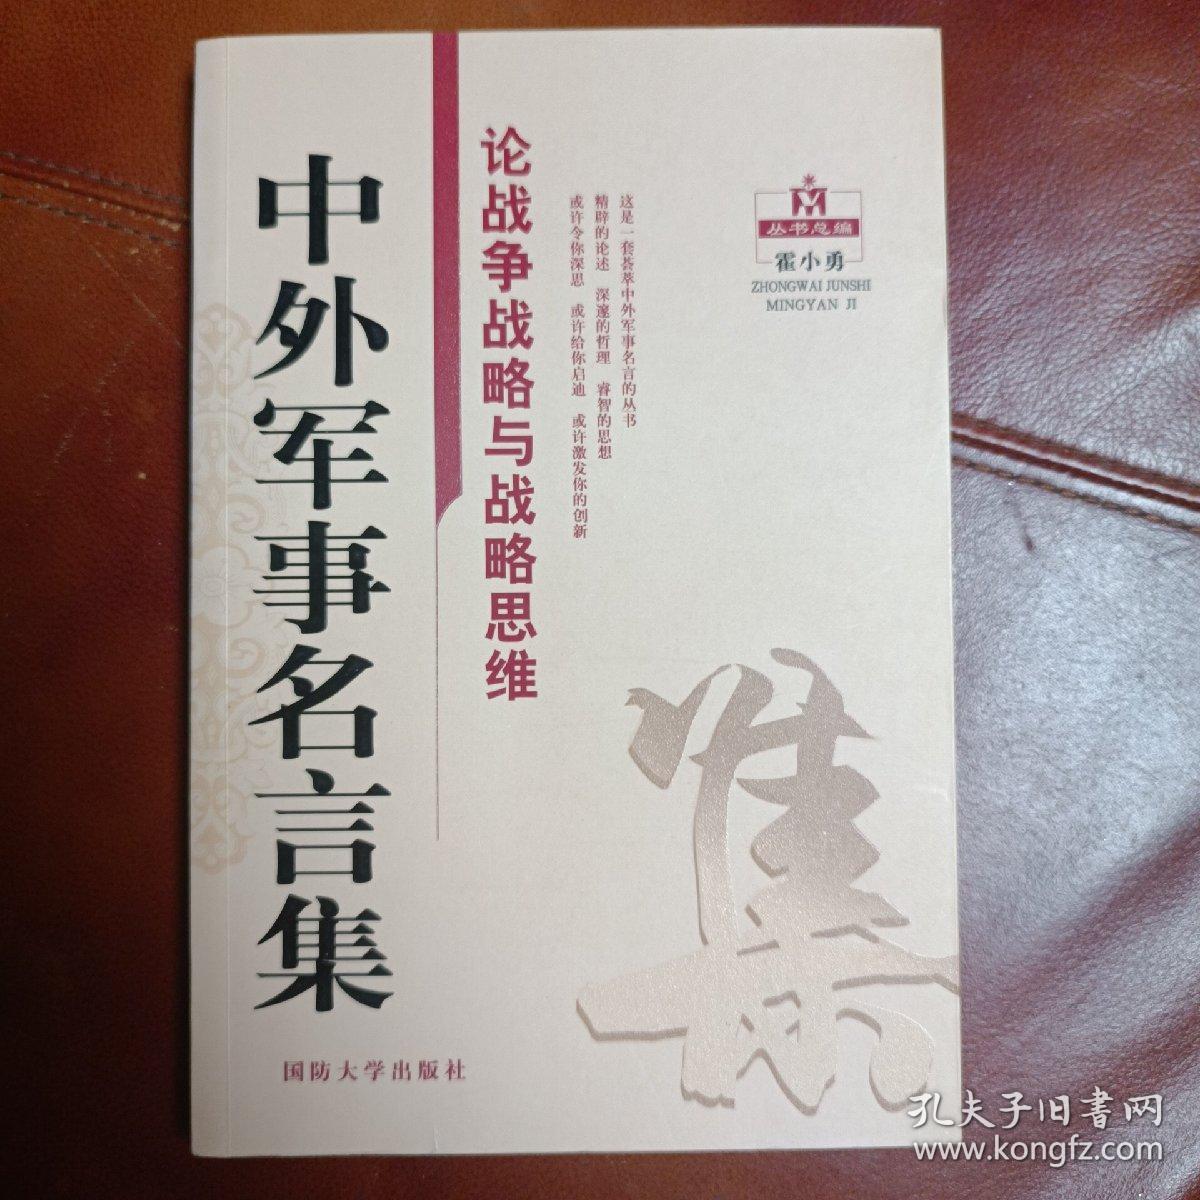 中外军事名言集
论战争战略与战略思维
这是一套荟萃中外军事名言的丛书
精辟的论述 深邃的哲理 睿智的思想
或许令你深思 或许给你启迪 或许激发你的创新
丛书总编
霍小勇
ZHONGWAI JUNSHI
MINGYAN JI
集
国防大学出版社
孔夫子旧书网
www.kongfz.com